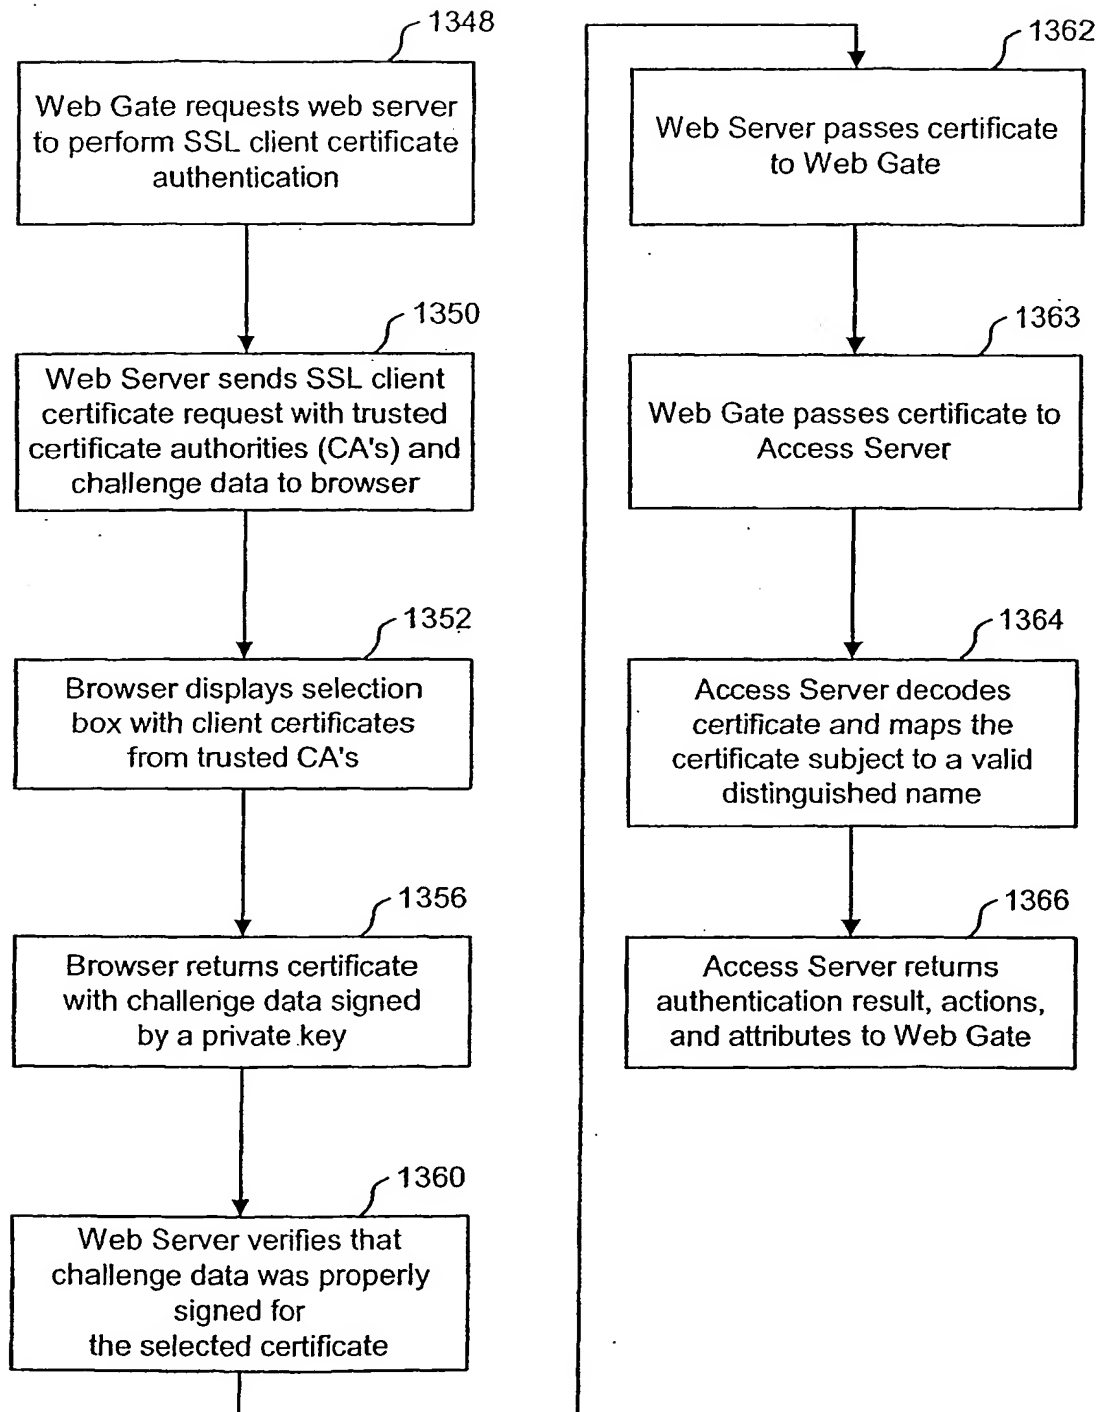 1348
Web Gate requests web server
to perform SSL client certificate
authentication
1350
Web Server sends SSL client
certificate request with trusted
certificate authorities (CA's) and
challenge data to browser
1352
Browser displays selection
box with client certificates
from trusted CA's
1356
Browser returns certificate
with challenge data signed
by a private key
1360
Web Server verifies that
challenge data was properly
signed for
the selected certificate
1362
Web Server passes certificate
to Web Gate
1363
Web Gate passes certificate to
Access Server
1364
Access Server decodes
certificate and maps the
certificate subject to a valid
distinguished name
1366
Access Server returns
authentication result, actions,
and attributes to Web Gate